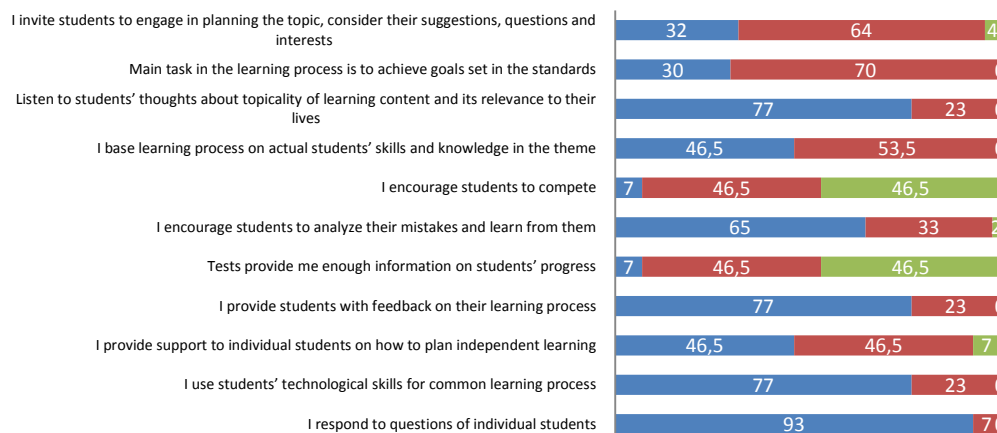 I invite students to engage in planning the topic, consider their suggestions, questions and
interests
32 64 4
Main task in the learning process is to achieve goals set in the standards
30 70
Listen to students' thoughts about topicality of learning content and its relevance to their
lives
77 23
I base learning process on actual students' skills and knowledge in the theme
46,5 53,5
I encourage students to compete
7 46,5 46,5
I encourage students to analyze their mistakes and learn from them
65 33 2
Tests provide me enough information on students' progress
7 46,5 46,5
I provide students with feedback on their learning process
77 23
I provide support to individual students on how to plan independent learning
46,5 46,5 7
I use students' technological skills for common learning process
77 23
I respond to questions of individual students
93 7